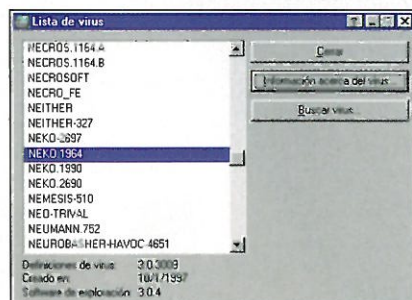 Lista de virus
NECROS.1164.A
NECROS.1164.B
NECROSOFT
NECRO_FE
NEITHER
NEITHER-327
NEKO-2697
NEKO.1964
NEKO.1990
NEKO.2690
NEMESIS-510
NEO-TRIVAL
NEUMANN.752
NEUROBASHER-HAVOC-4651
Cerrar
Información acerca del virus...
Buscar virus...
Definiciones de virus: 3.0.3009
Creado en: 10/1/1997
Software de exploración: 3.0.4